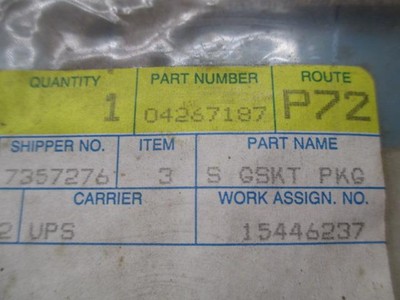 QUANTITY PART NUMBER ROUTE
1 04267187 P72
SHIPPER NO. ITEM PART NAME
7357276 3 S GSKT PKG
CARRIER WORK ASSIGN. NO.
2 UPS 15446237